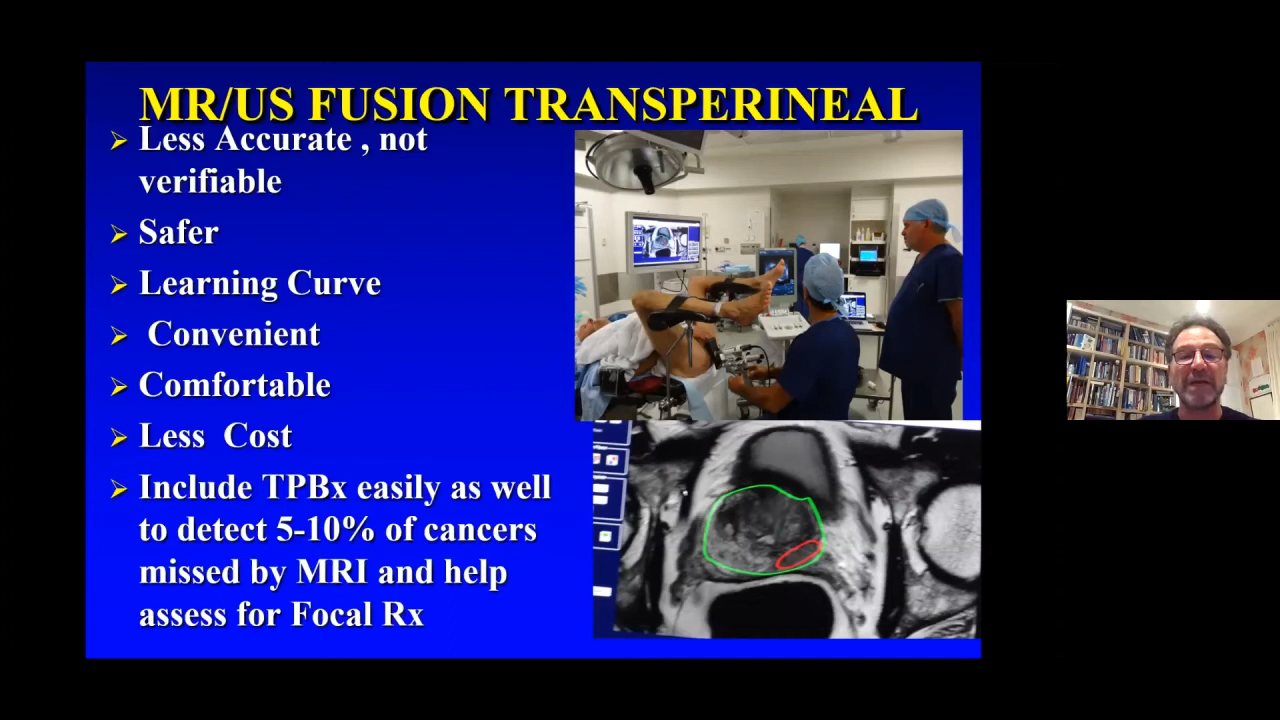 MR/US FUSION TRANSPERINEAL
Less Accurate , not
verifiable
Safer
Learning Curve
Convenient
Comfortable
Less Cost
Include TPBx easily as well
to detect 5-10% of cancers
missed by MRI and help
assess for Focal Rx